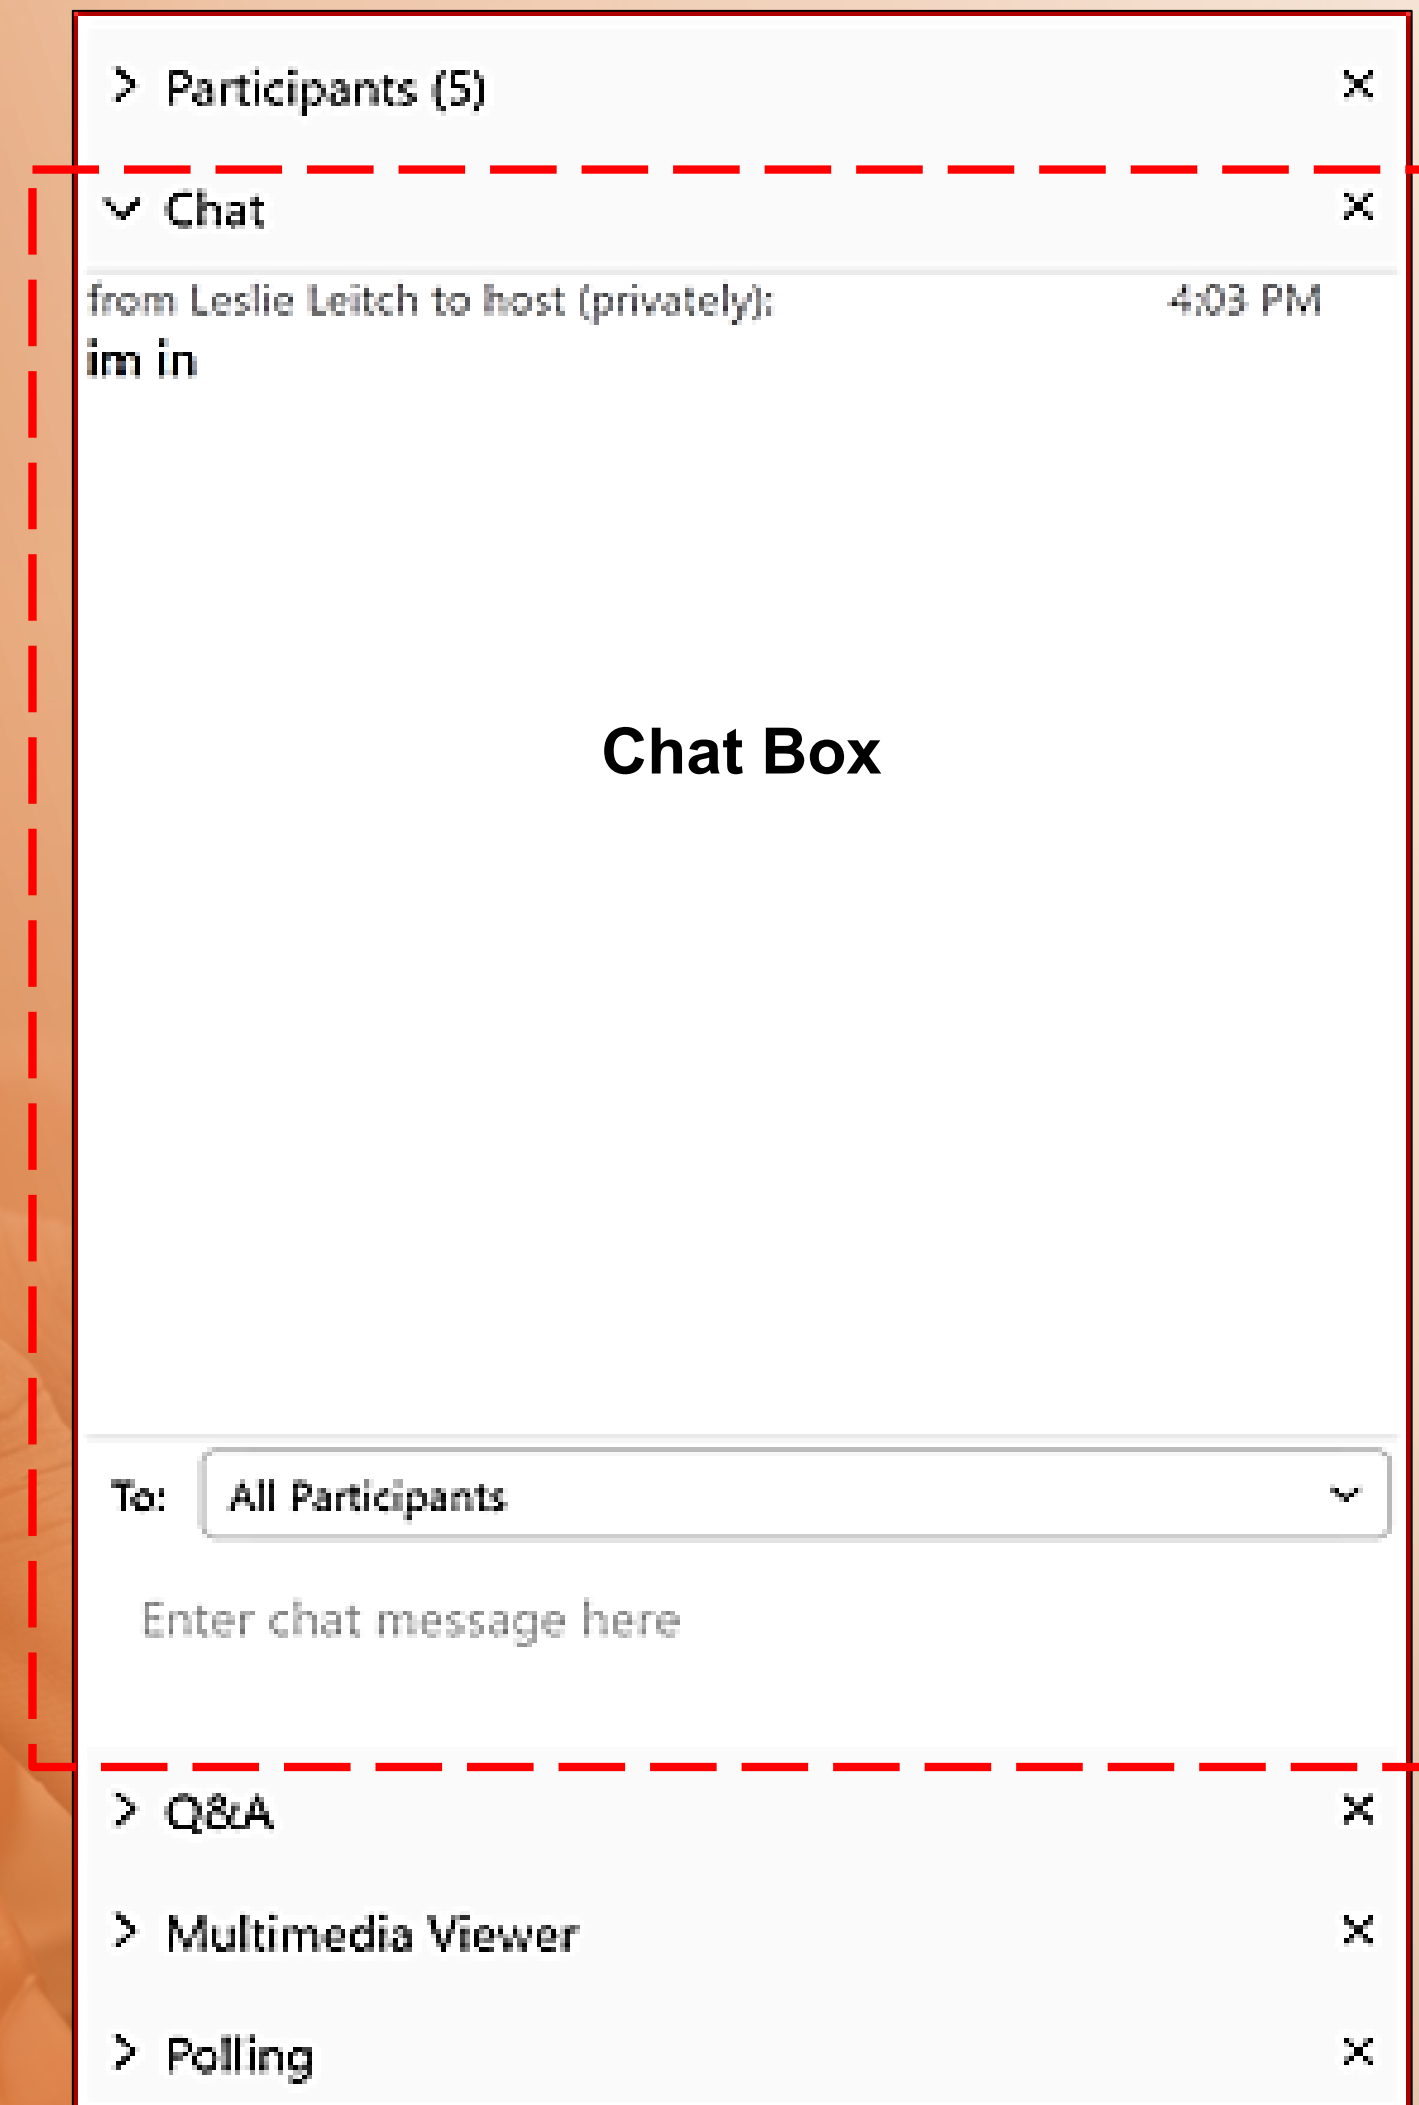 Participants (5)
Chat
from Leslie Leitch to host (privately): 4:03 PM
im in
Chat Box
To: All Participants
Enter chat message here
Q&A
Multimedia Viewer
Polling